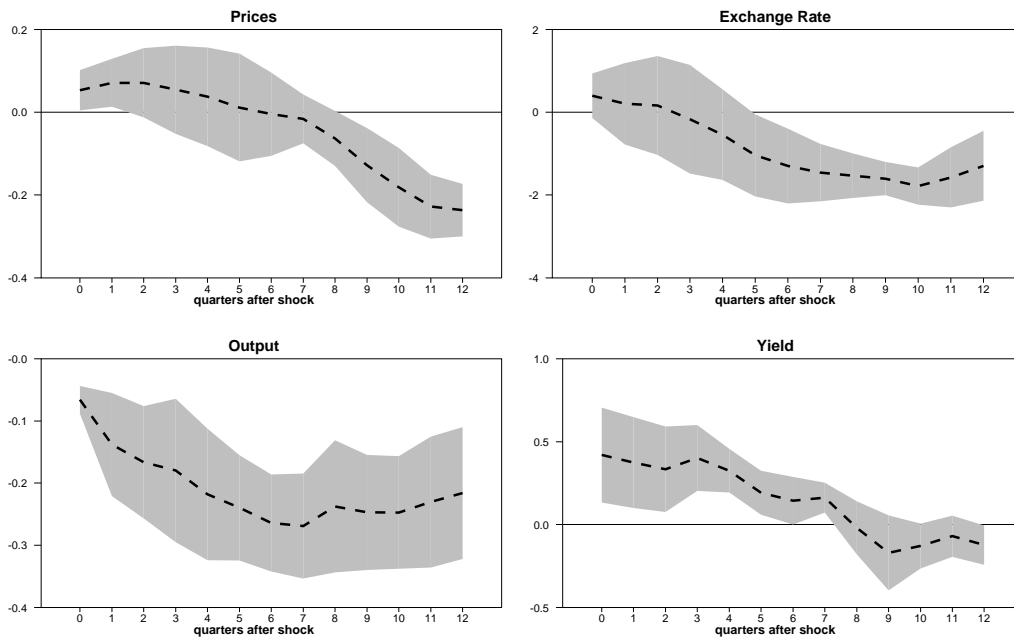 Prices
0.2
0.0
-0.2
-0.4
0 1 2 3 4 5 6 7 8 9 10 11 12
quarters after shock
Exchange Rate
2
0
-2
-4
0 1 2 3 4 5 6 7 8 9 10 11 12
quarters after shock
Output
-0.0
-0.1
-0.2
-0.3
-0.4
0 1 2 3 4 5 6 7 8 9 10 11 12
quarters after shock
Yield
1.0
0.5
0.0
-0.5
0 1 2 3 4 5 6 7 8 9 10 11 12
quarters after shock